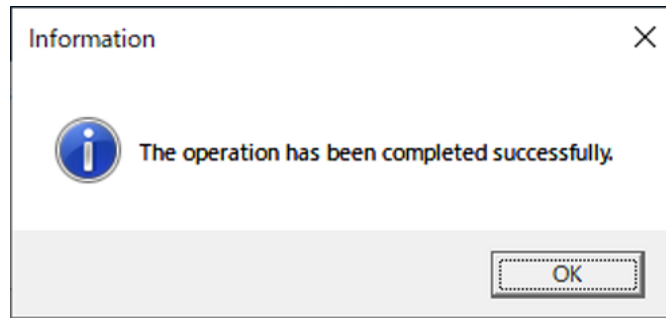 Information
The operation has been completed successfully.
OK